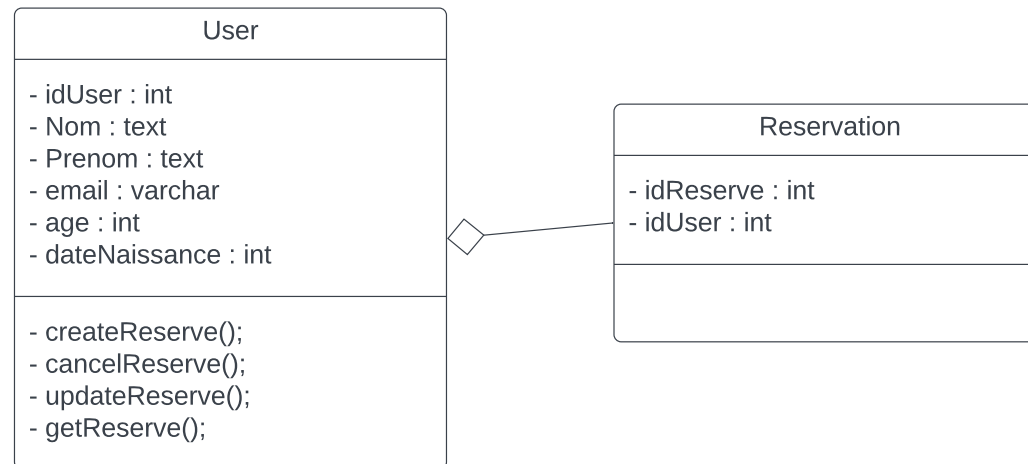 User
- idUser : int
- Nom : text
- Prenom : text
- email : varchar
- age : int
- dateNaissance : int
- createReserve();
- cancelReserve();
- updateReserve();
- getReserve();
Reservation
- idReserve : int
- idUser : int